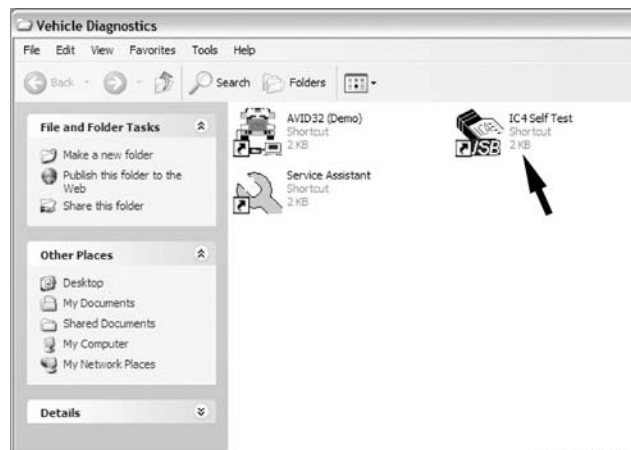 Vehicle Diagnostics
File Edit View Favorites Tools Help
Back Search Folders
File and Folder Tasks
Make a new folder
Publish this folder to the
Web
Share this folder
Other Places
Desktop
My Documents
Shared Documents
My Computer
My Network Places
Details
AVID32 (Demo)
Shortcut
2 KB
Service Assistant
Shortcut
2 KB
IC4 Self Test
Shortcut
2 KB
USB